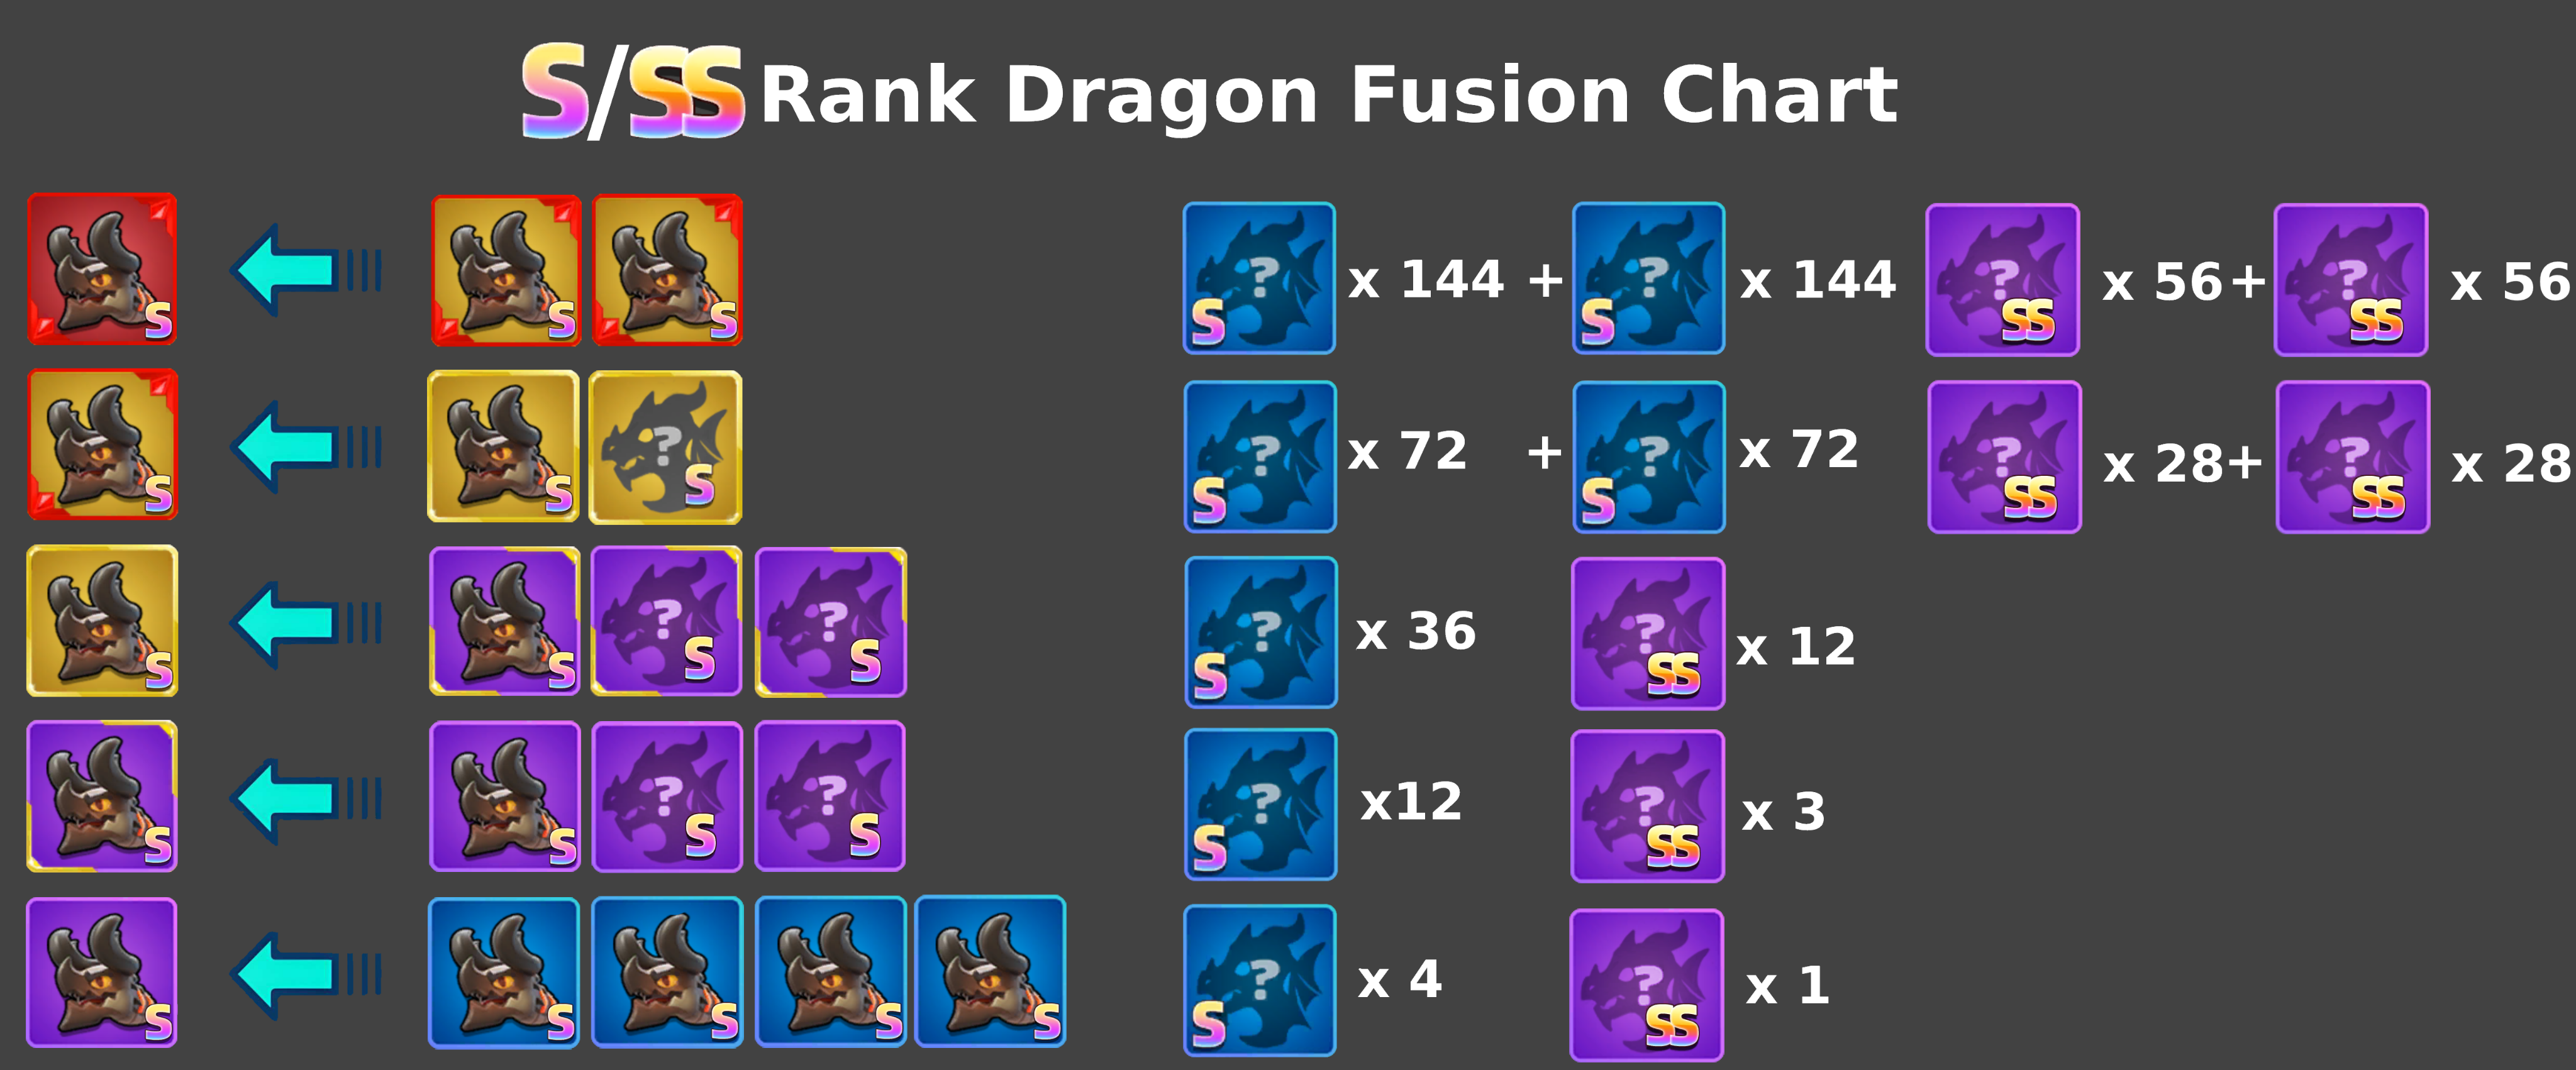 S/SS Rank Dragon Fusion Chart
S S S ? S x 144 + ? S x 144 ? SS x 56 + ? SS x 56
S S ? S ? S x 72 + ? S x 72 ? SS x 28+ ? SS x 28
S S ? S ? S ? S x 36 ? SS x 12
S S ? S ? S ? S x12 ? SS x 3
S S S S S ? S x 4 ? SS x 1